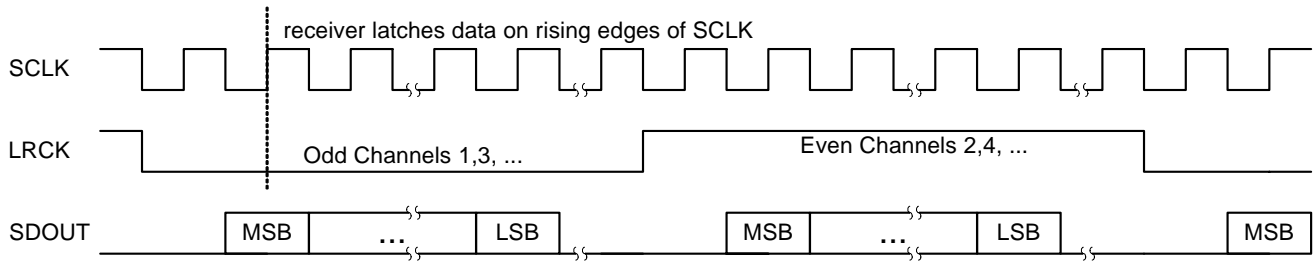 receiver latches data on rising edges of SCLK
SCLK
LRCK
Odd Channels 1,3, ...
Even Channels 2,4, ...
SDOUT
MSB
...
LSB
MSB
...
LSB
MSB